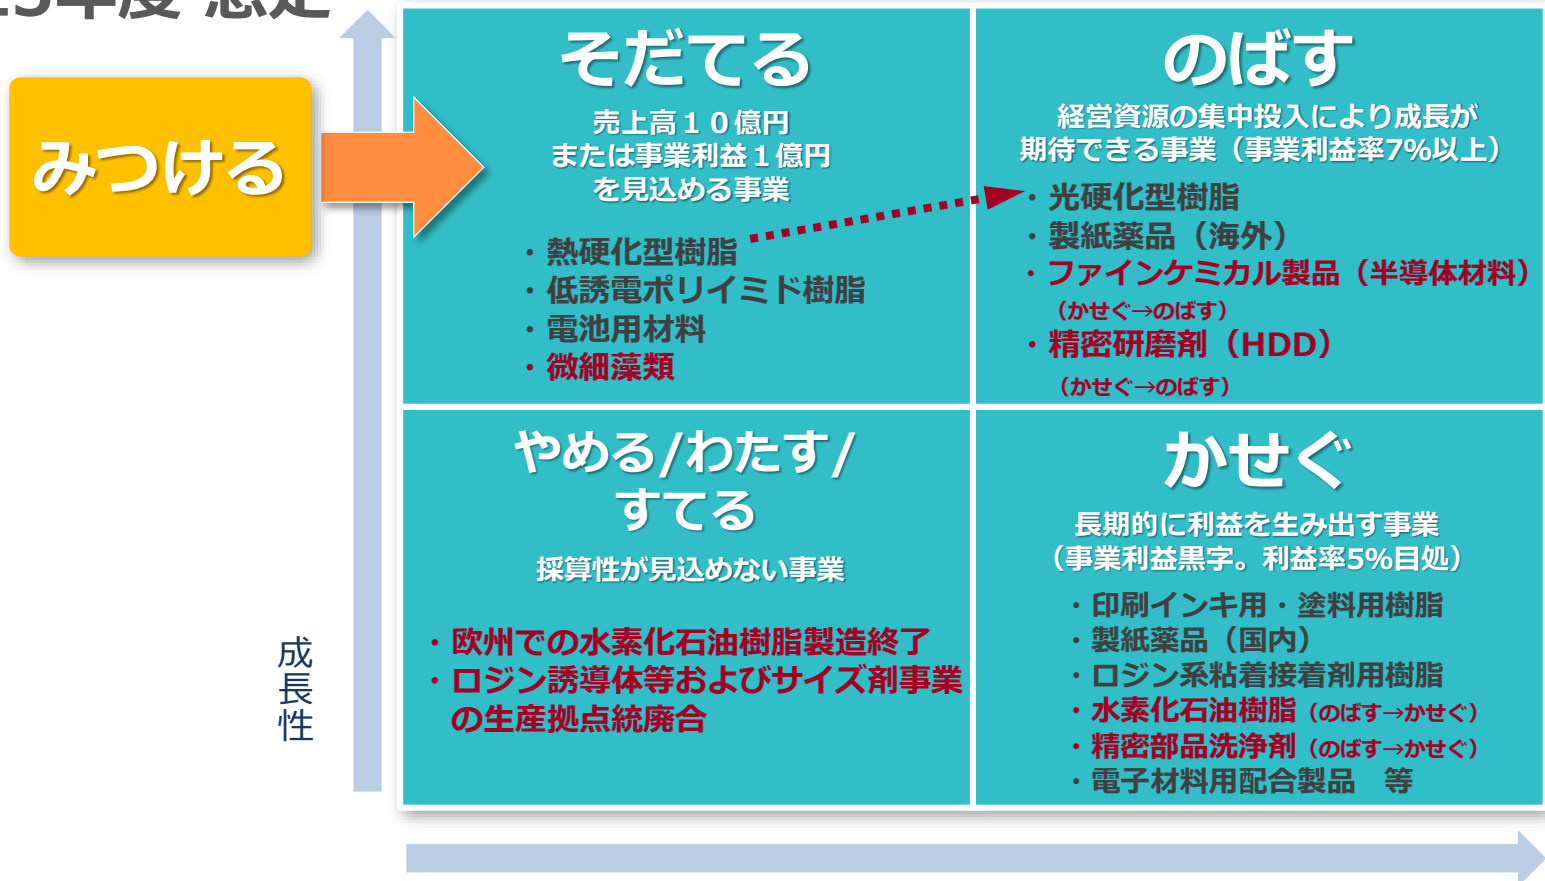 みつける
そだてる
売上高１０億円
または事業利益１億円
を見込める事業
・熱硬化型樹脂
・低誘電ポリイミド樹脂
・電池用材料
・微細藻類
のばす
経営資源の集中投入により成長が
期待できる事業（事業利益率7%以上）
・光硬化型樹脂
・製紙薬品（海外）
・ファインケミカル製品（半導体材料）
（かせぐ→のばす）
・精密研磨剤（HDD）
（かせぐ→のばす）
やめる/わたす/
すてる
採算性が見込めない事業
・欧州での水素化石油樹脂製造終了
・ロジン誘導体等およびサイズ剤事業
の生産拠点統廃合
かせぐ
長期的に利益を生み出す事業
（事業利益黒字。利益率5%目処）
・印刷インキ用・塗料用樹脂
・製紙薬品（国内）
・ロジン系粘着接着剤用樹脂
・水素化石油樹脂（のばす→かせぐ）
・精密部品洗浄剤（のばす→かせぐ）
・電子材料用配合製品　等
成長性